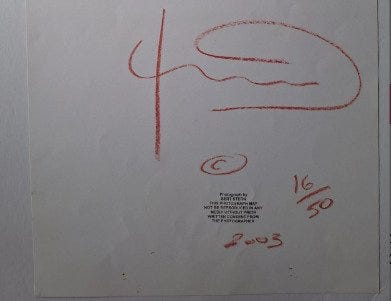 ©
Photograph by
BERT STERN
THIS PHOTOGRAPH MAY
NOT BE REPRODUCED IN ANY
MEDIA WITHOUT PRIOR
WRITTEN CONSENT FROM
THE PHOTOGRAPHER
16/50
2003